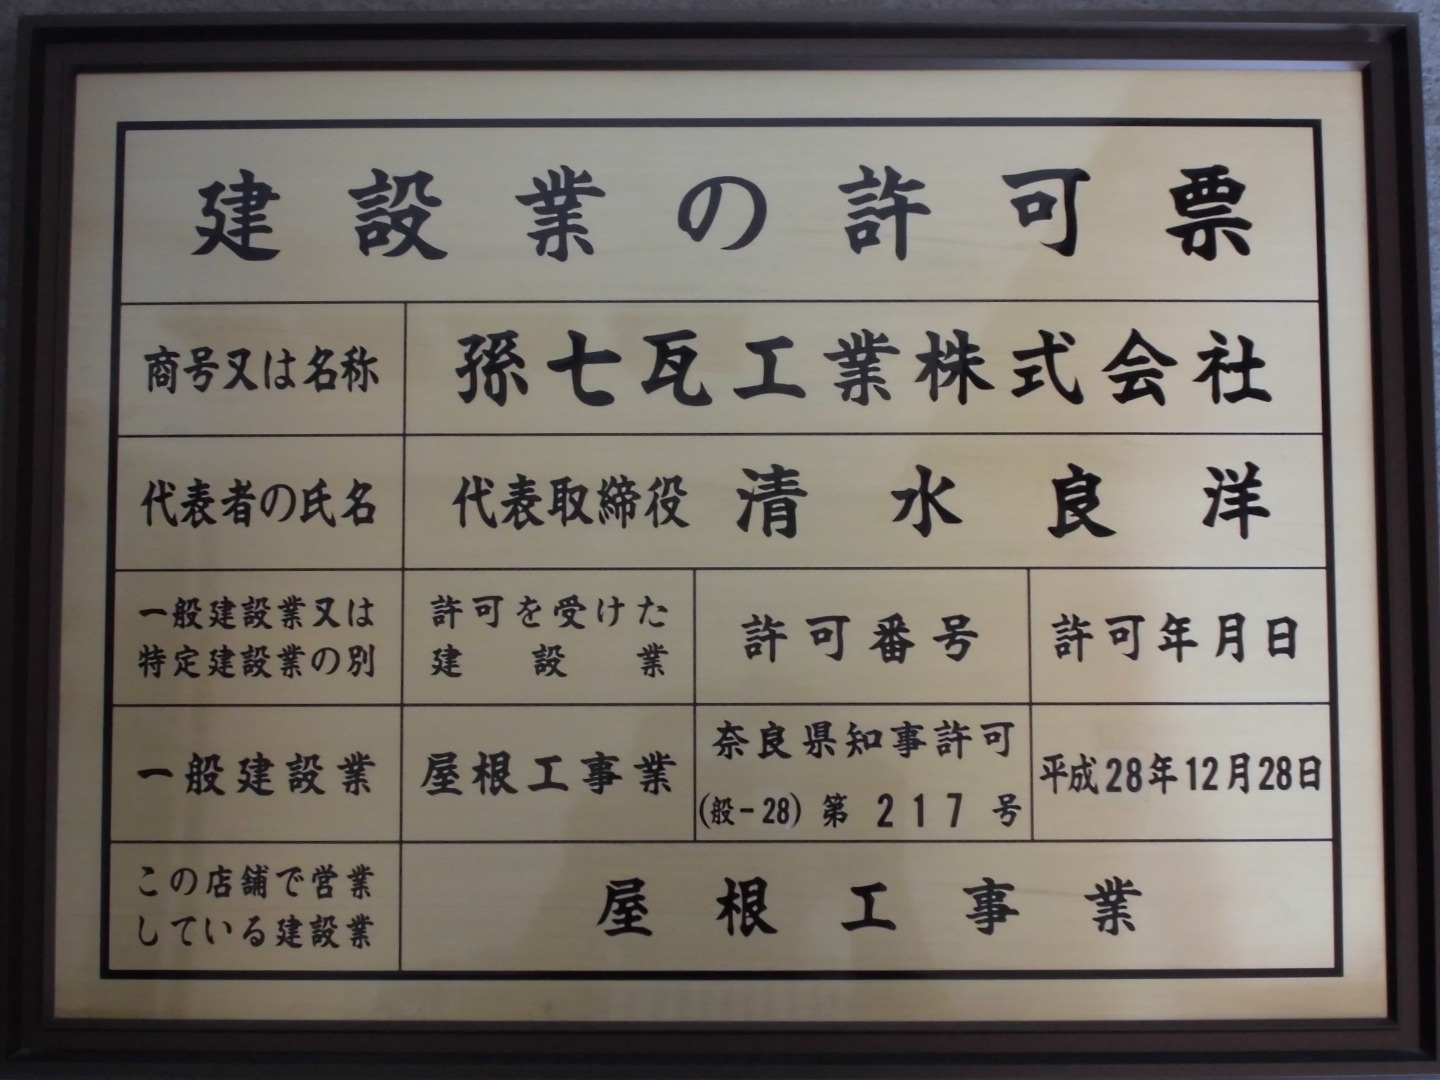 建設業の許可票
商号又は名称
孫七瓦工業株式会社
代表者の氏名
代表取締役 清水良洋
一般建設業又は
特定建設業の別
許可を受けた
建設業
許可番号
許可年月日
一般建設業
屋根工事業
奈良県知事許可
(般-28)第217号
平成28年12月28日
この店舗で営業
している建設業
屋根工事業